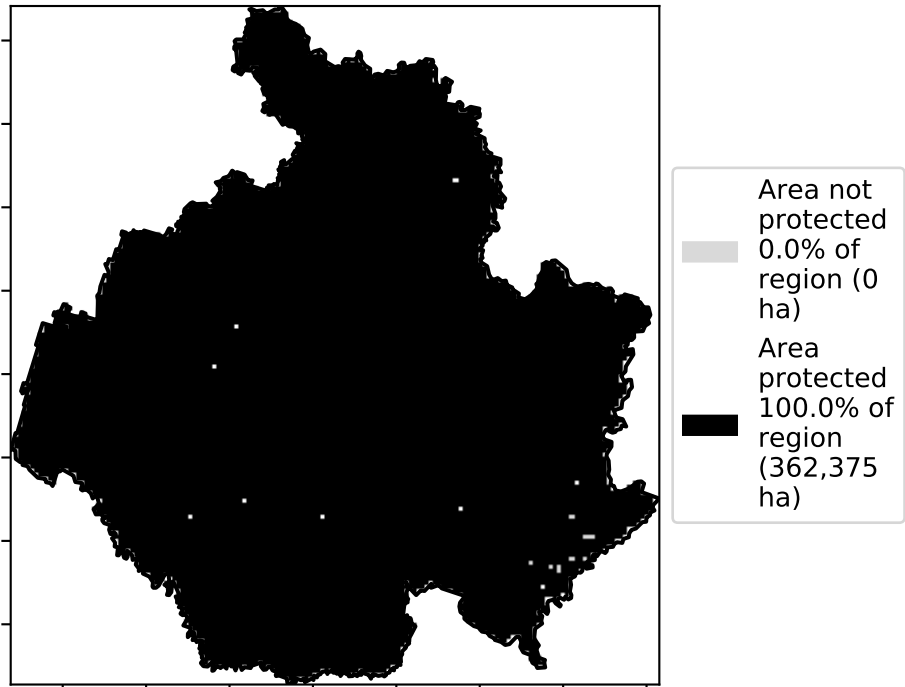 Area not
protected
0.0% of
region (0
ha)
Area
protected
100.0% of
region
(362,375
ha)